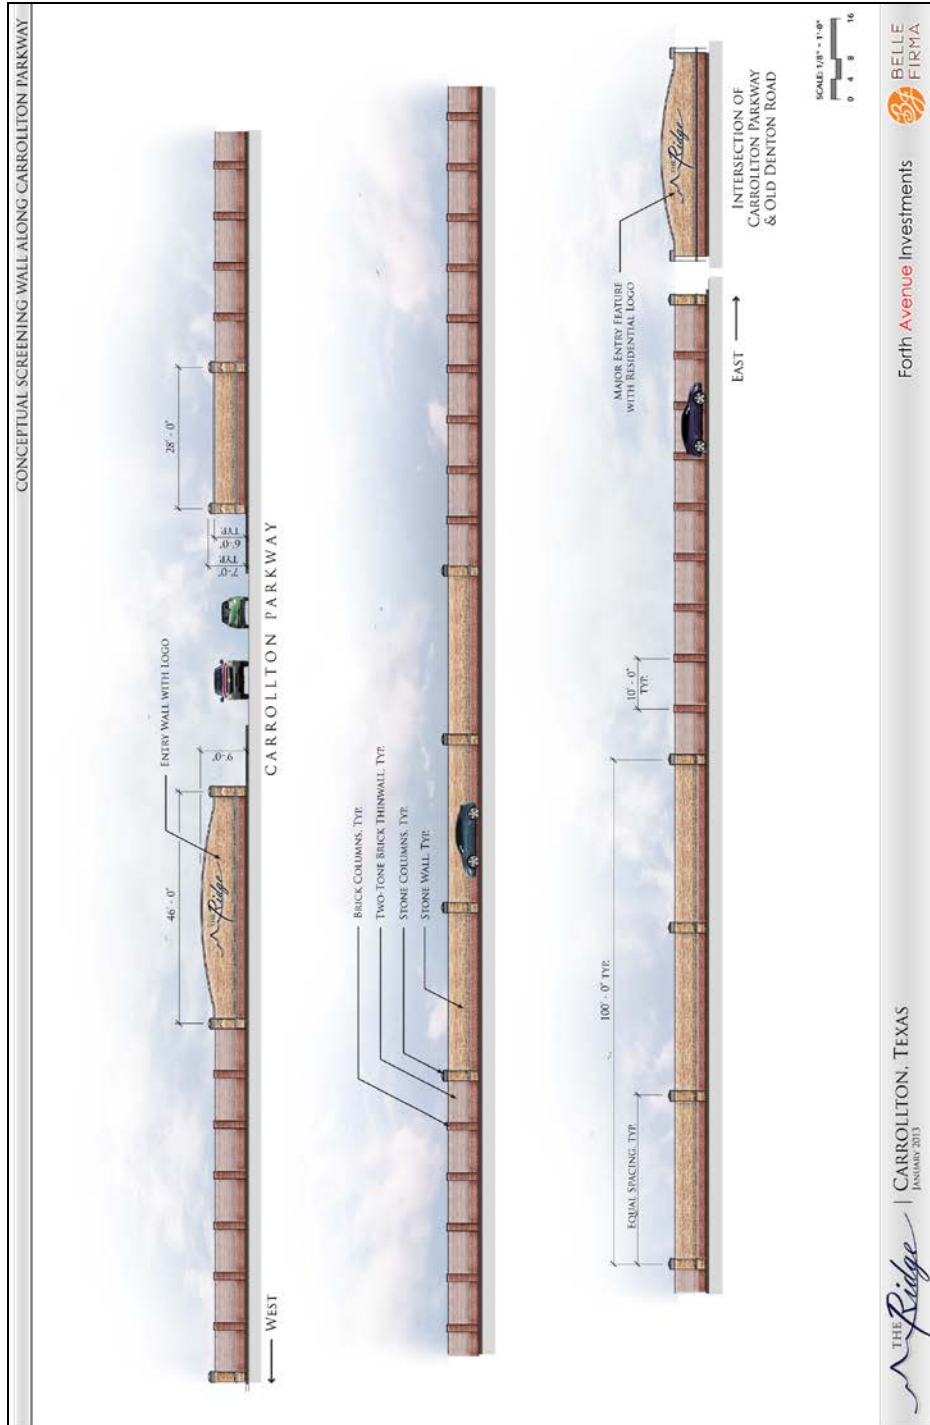 CONCEPTUAL SCREENING WALL ALONG CARROLLTON PARKWAY
ENTRY WALL WITH LOGO
46' - 0"
9'-0"
7'-0" TYP.
6'-0" TYP.
28' - 0"
THE Ridge
WEST
CARROLLTON PARKWAY
BRICK COLUMNS, TYP.
TWO-TONE BRICK THINWALL, TYP.
STONE COLUMNS, TYP.
STONE WALL, TYP.
100' - 0" TYP.
EQUAL SPACING, TYP.
10' - 0"
TYP.
MAJOR ENTRY FEATURE
WITH RESIDENTIAL LOGO
THE Ridge
EAST
INTERSECTION OF
CARROLLTON PARKWAY
& OLD DENTON ROAD
SCALE: 1/8" = 1'-0"
0 4 8 16
THE Ridge | CARROLLTON, TEXAS
JANUARY 2013
Forth Avenue Investments
BELLE
FIRMA